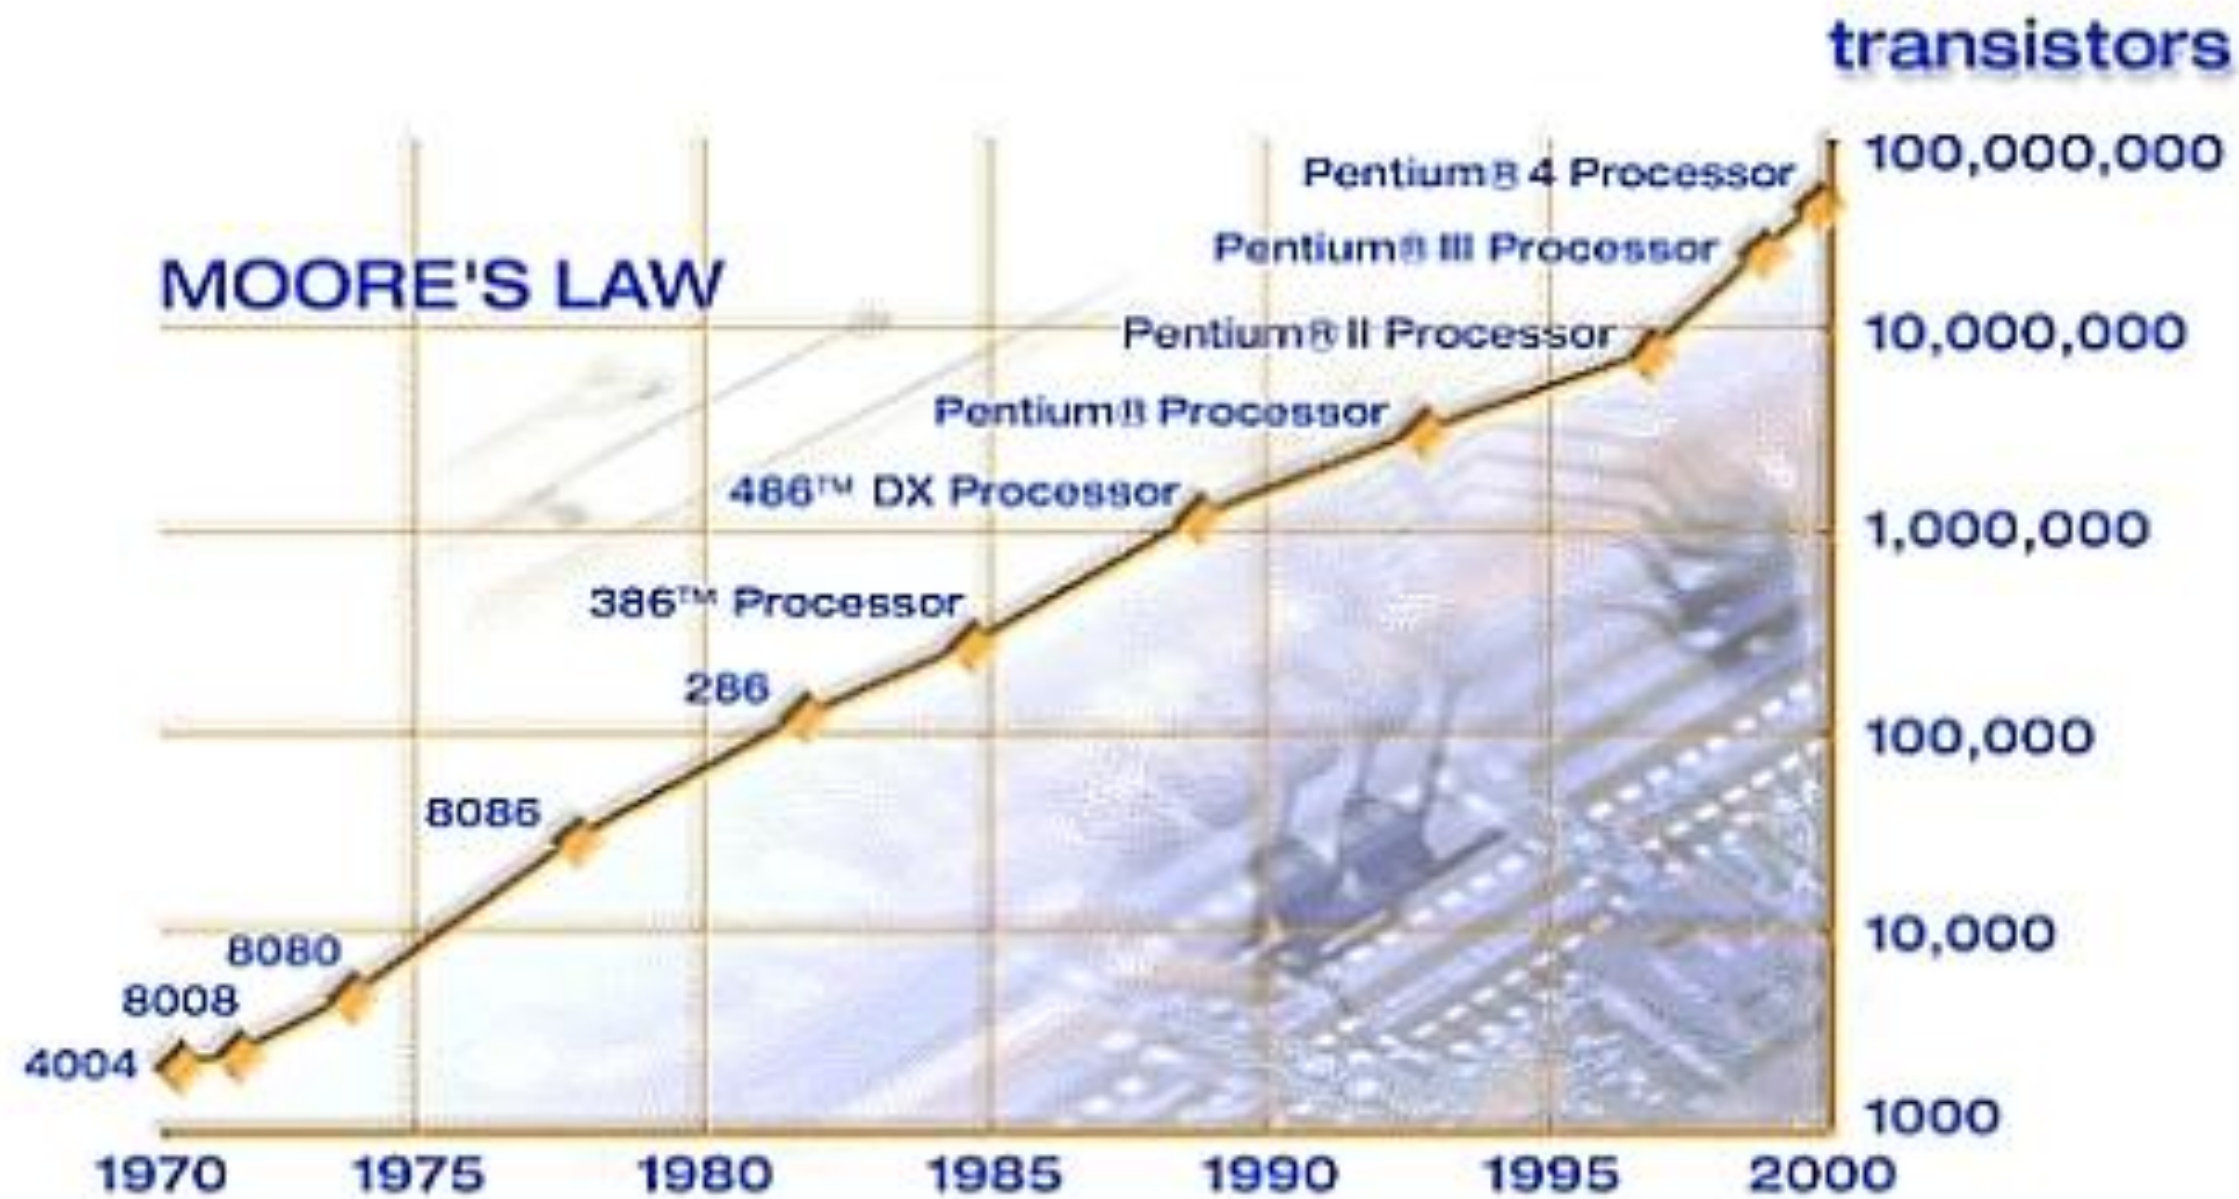 transistors
100,000,000
Pentium® 4 Processor
Pentium® III Processor
MOORE'S LAW
Pentium® II Processor
10,000,000
Pentium® Processor
486™ DX Processor
1,000,000
386™ Processor
286
100,000
8086
10,000
8080
8008
4004
1000
1970 1975 1980 1985 1990 1995 2000